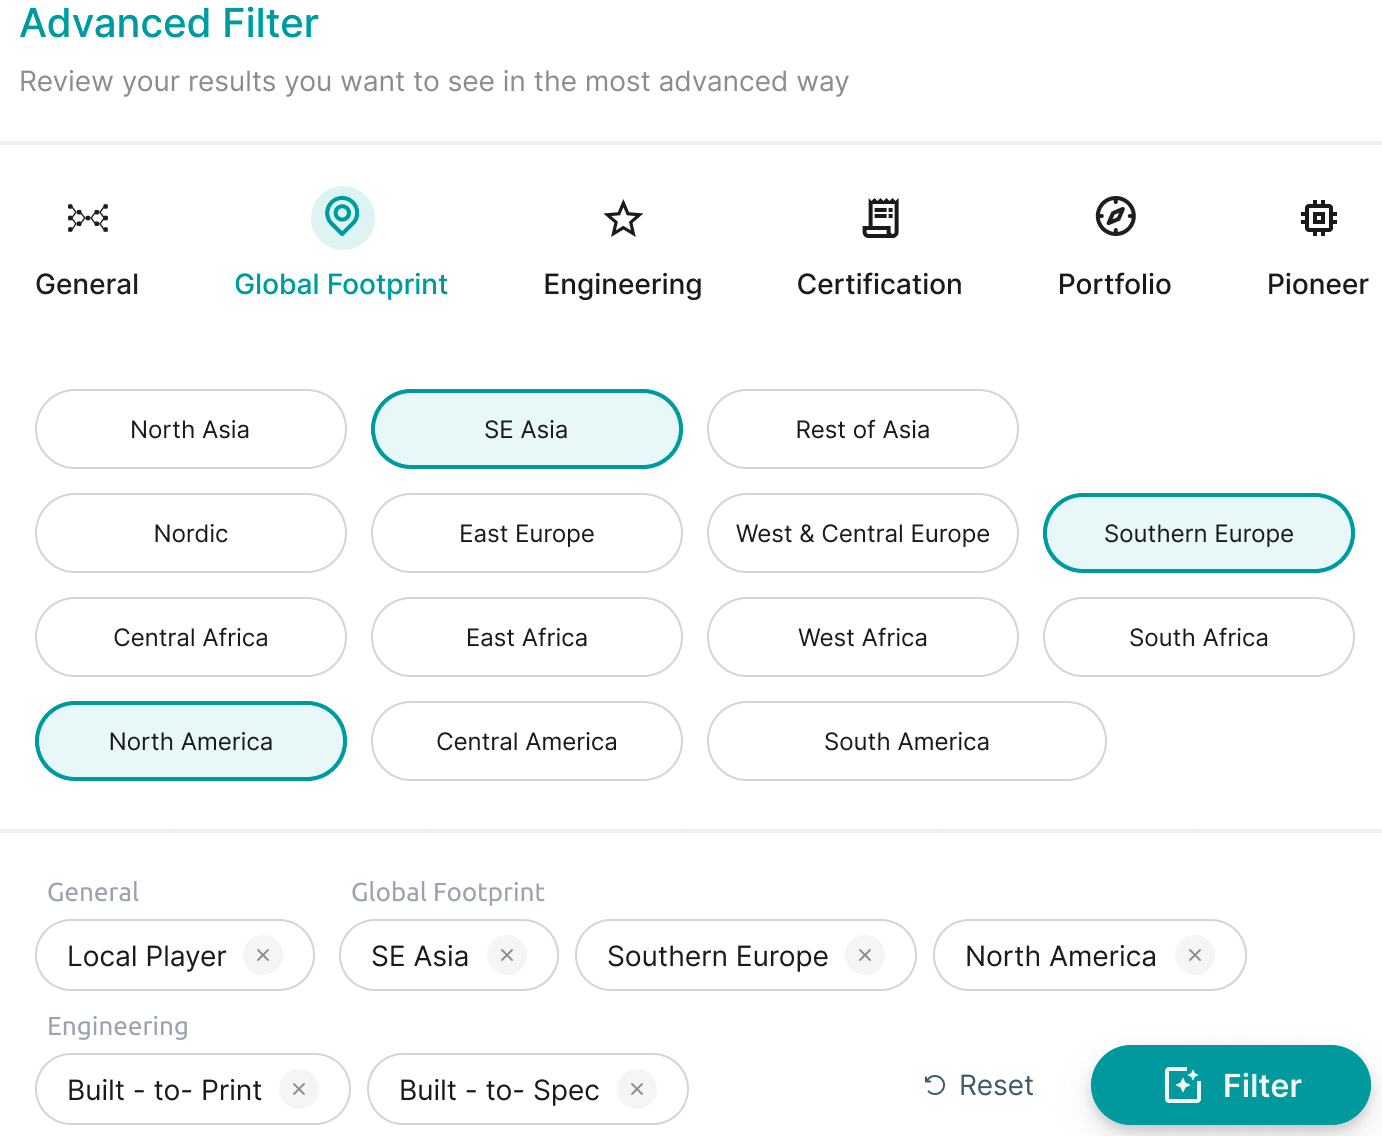 Advanced Filter
Review your results you want to see in the most advanced way
General Global Footprint Engineering Certification Portfolio Pioneer
North Asia SE Asia Rest of Asia
Nordic East Europe West & Central Europe Southern Europe
Central Africa East Africa West Africa South Africa
North America Central America South America
General Global Footprint
Local Player × SE Asia × Southern Europe × North America ×
Engineering
Built - to- Print × Built - to- Spec × Reset Filter